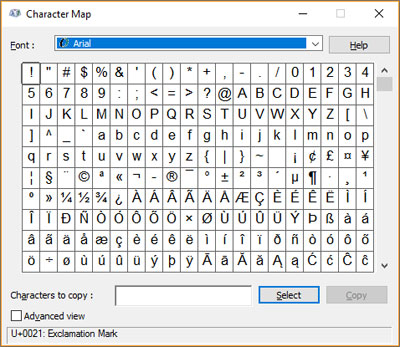 Character Map
Font : Arial Help
! " # $ % & ' ( ) * + , - . / 0 1 2 3 4
5 6 7 8 9 : ; < = > ? @ A B C D E F G H
I J K L M N O P Q R S T U V W X Y Z [ \
] ^ _ ` a b c d e f g h i j k l m n o p
q r s t u v w x y z { | } ~ ¡ ¢ £ ¤ ¥
¦ § ¨ © ª « ¬ - ® ¯ ° ± ² ³ ´ µ ¶ · ¸ ¹
º » ¼ ½ ¾ ¿ À Á Â Ã Ä Å Æ Ç È É Ê Ë Ì Í
Î Ï Ð Ñ Ò Ó Ô Õ Ö × Ø Ù Ú Û Ü Ý Þ ß à á
â ã ä å æ ç è é ê ë ì í î ï ð ñ ò ó ô õ
ö ÷ ø ù ú û ü ý þ ÿ Ā ā Ă ă Ą ą Ć ć Ĉ ĉ
Characters to copy : Select Copy
Advanced view
U+0021: Exclamation Mark